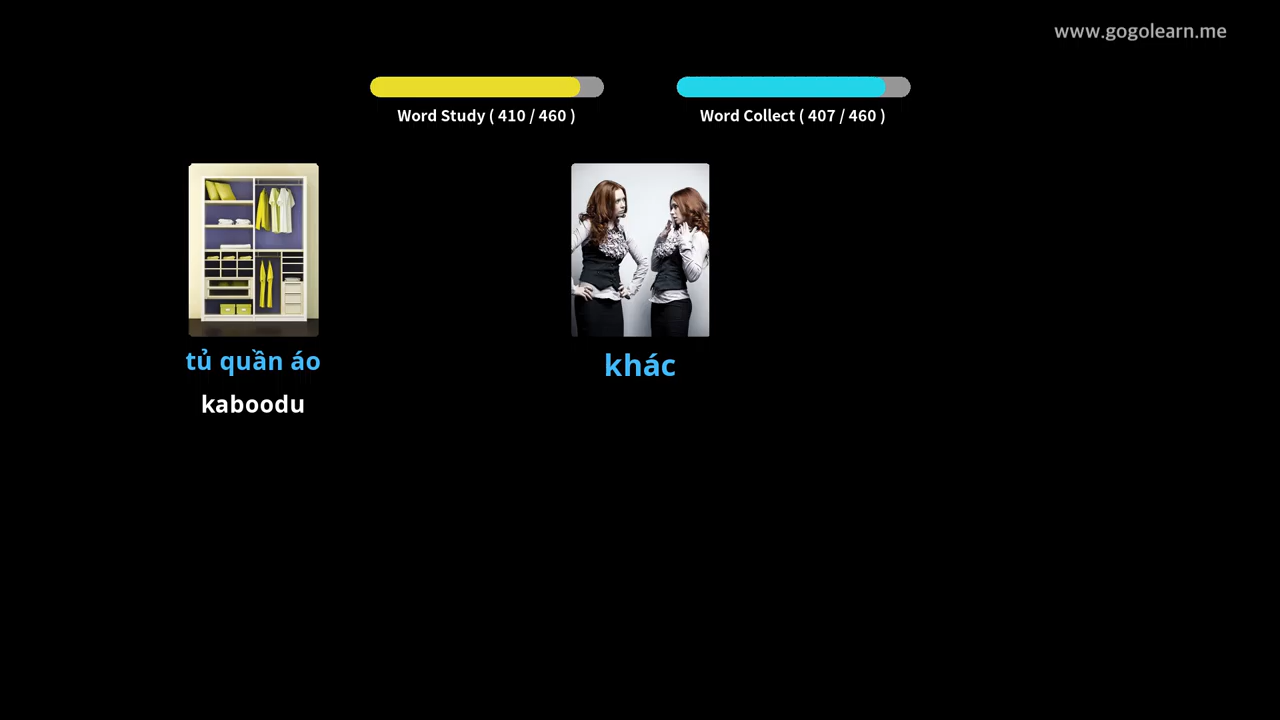 www.gogolearn.me
Word Study ( 410 / 460 )
Word Collect ( 407 / 460 )
tủ quần áo
kaboodu
khác